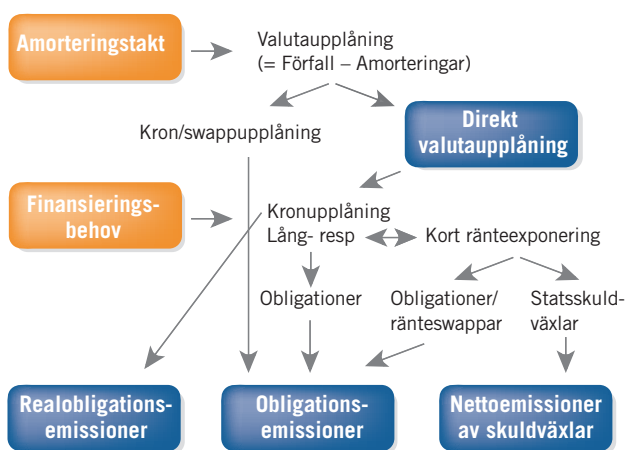 Amorteringstakt
Valutaupplåning
(= Förfall – Amorteringar)
Kron/swappupplåning
Direkt
valutaupplåning
Finansierings-
behov
Kronupplåning
Lång- resp
Kort ränteexponering
Obligationer
Obligationer/
ränteswappar
Statsskuld-
växlar
Realobligations-
emissioner
Obligations-
emissioner
Nettoemissioner
av skuldväxlar